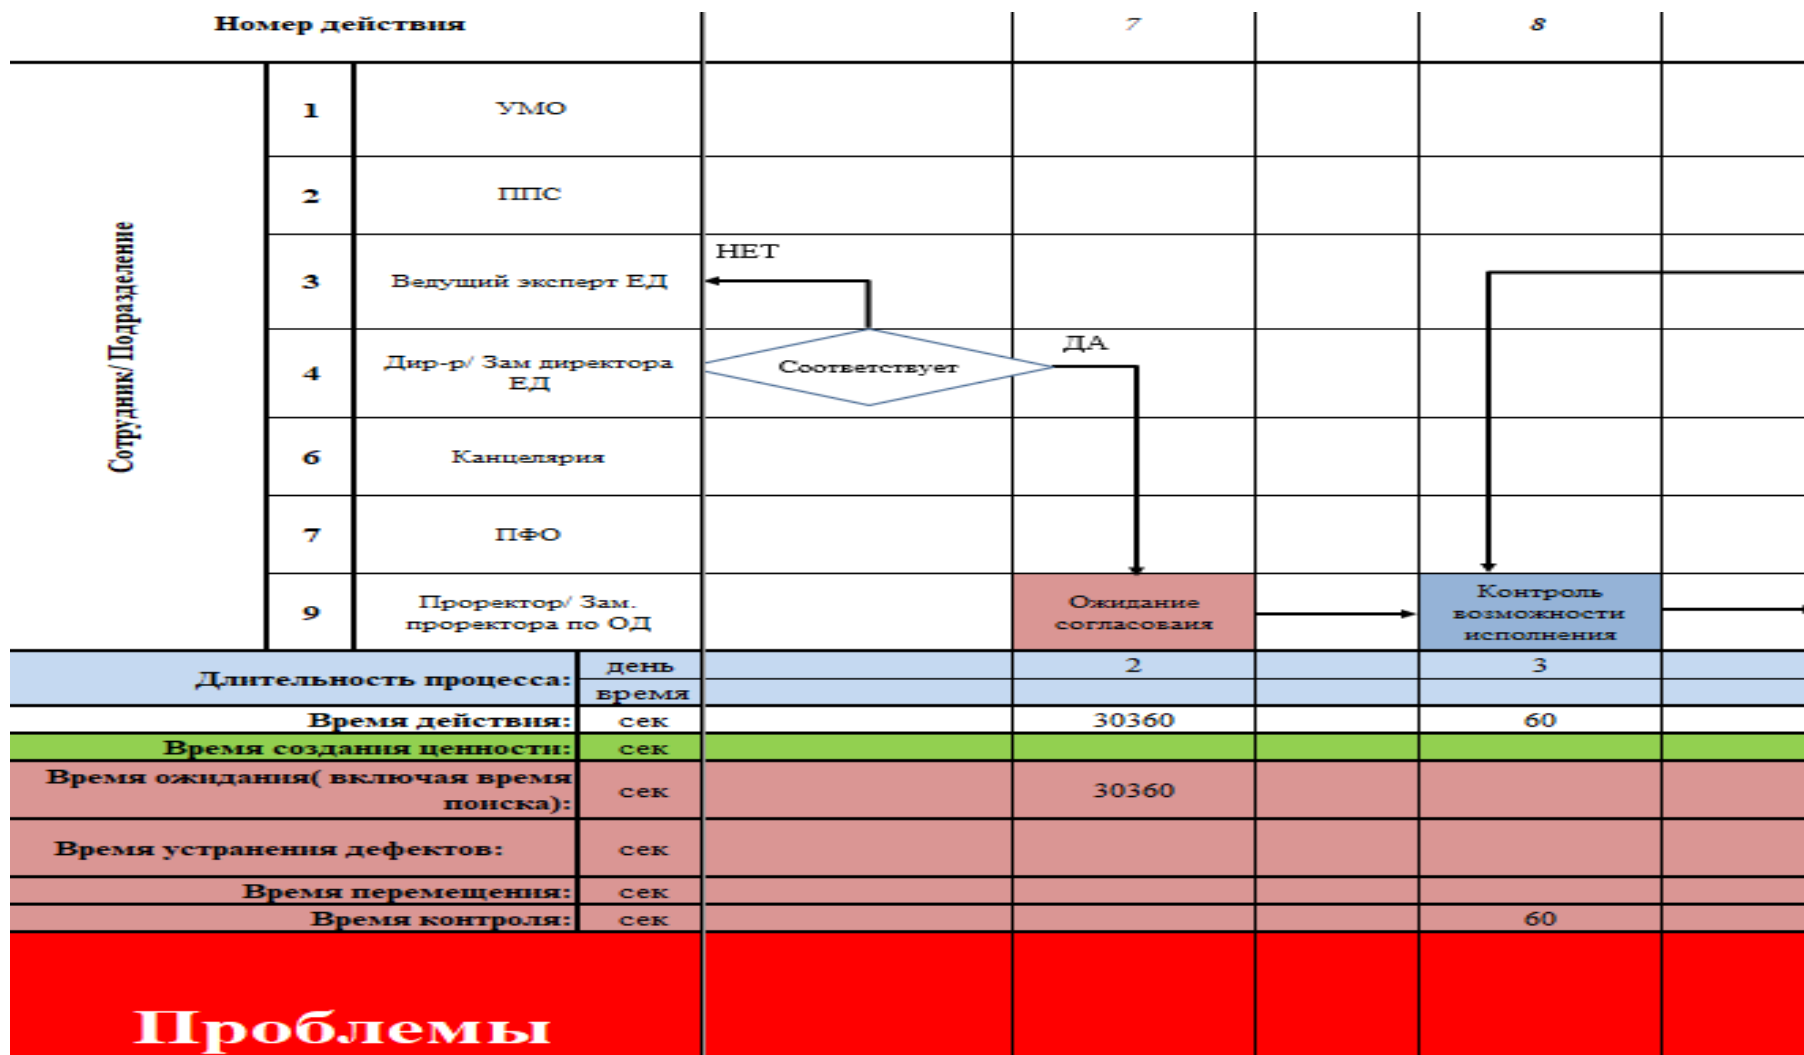 Номер действия
7
8
Сотрудник/ Подразделение
1
УМО
2
ППС
НЕТ
3
Ведущий эксперт ЕД
4
Дир-р/ Зам директора
ЕД
Соответствует
ДА
6
Канцелярия
7
ПФО
9
Проректор/ Зам.
проректора по ОД
Ожидание
согласоваия
Контроль
возможности
исполнения
Длительность процесса:
день
2
3
время
Время действия:
сек
30360
60
Время создания ценности:
сек
Время ожидания( включая время
поиска):
сек
30360
Время устранения дефектов:
сек
Время перемещения:
сек
Время контроля:
сек
60
Проблемы